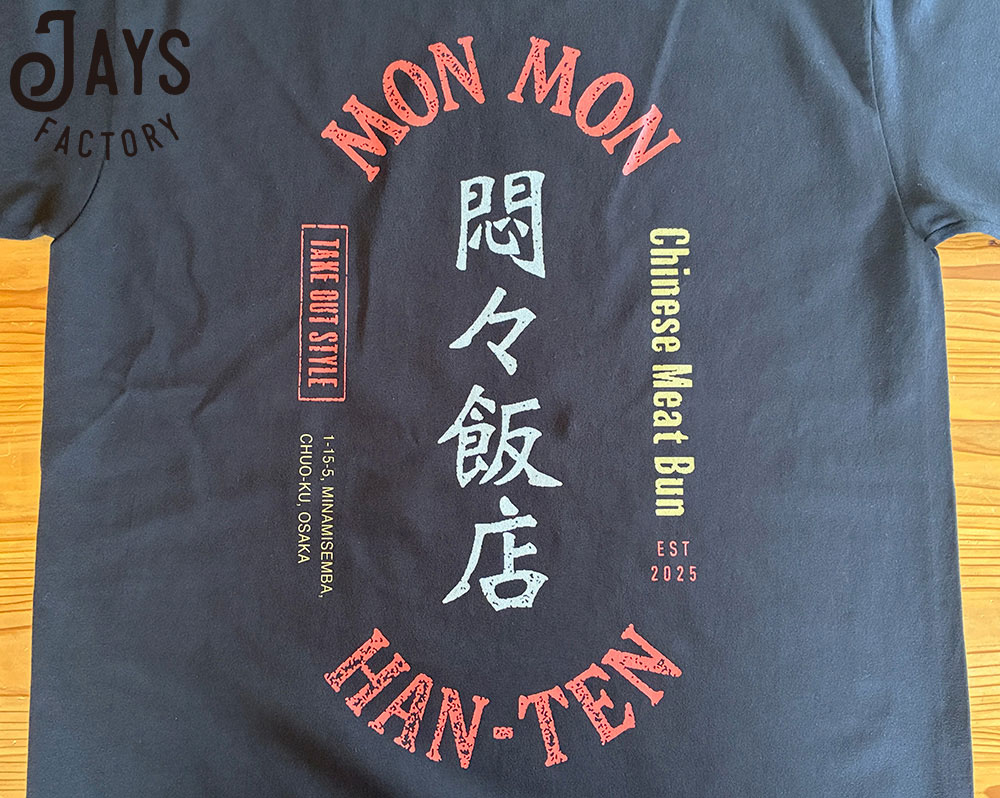 JAYS
FACTORY
MON MON
悶々飯店
Chinese Meat Bun
EST
2025
TAKE OUT STYLE
1-15-5, MINAMISEMBA,
CHUO-KU, OSAKA
HAN-TEN